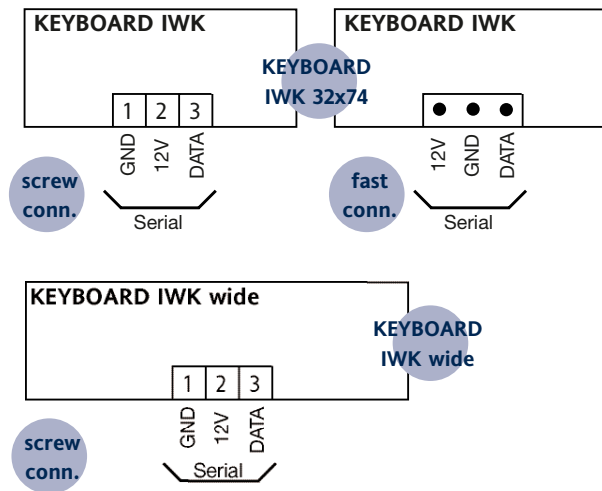 KEYBOARD IWK
1 2 3
GND 12V DATA
screw
conn.
Serial
KEYBOARD
IWK 32x74
KEYBOARD IWK
12V GND DATA
fast
conn.
Serial
KEYBOARD IWK wide
KEYBOARD
IWK wide
1 2 3
GND 12V DATA
screw
conn.
Serial